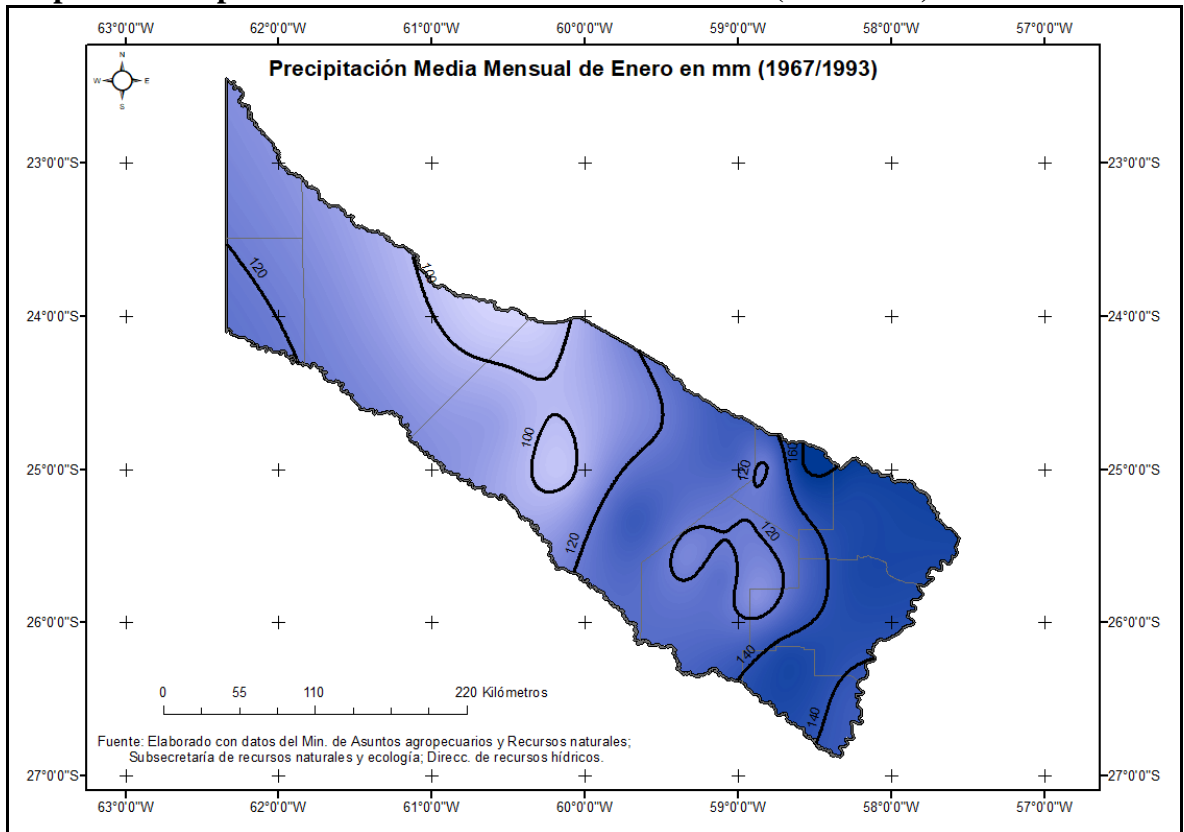 63°0'0"W 62°0'0"W 61°0'0"W 60°0'0"W 59°0'0"W 58°0'0"W 57°0'0"W
N
W E
S
Precipitación Media Mensual de Enero en mm (1967/1993)
23°0'0"S 23°0'0"S
120
100
24°0'0"S 24°0'0"S
100
160
120
25°0'0"S 25°0'0"S
120
120
26°0'0"S 26°0'0"S
140
140
0 55 110 220 Kilómetros
Fuente: Elaborado con datos del Min. de Asuntos agropecuarios y Recursos naturales;
Subsecretaría de recursos naturales y ecología; Direcc. de recursos hídricos.
27°0'0"S 27°0'0"S
63°0'0"W 62°0'0"W 61°0'0"W 60°0'0"W 59°0'0"W 58°0'0"W 57°0'0"W